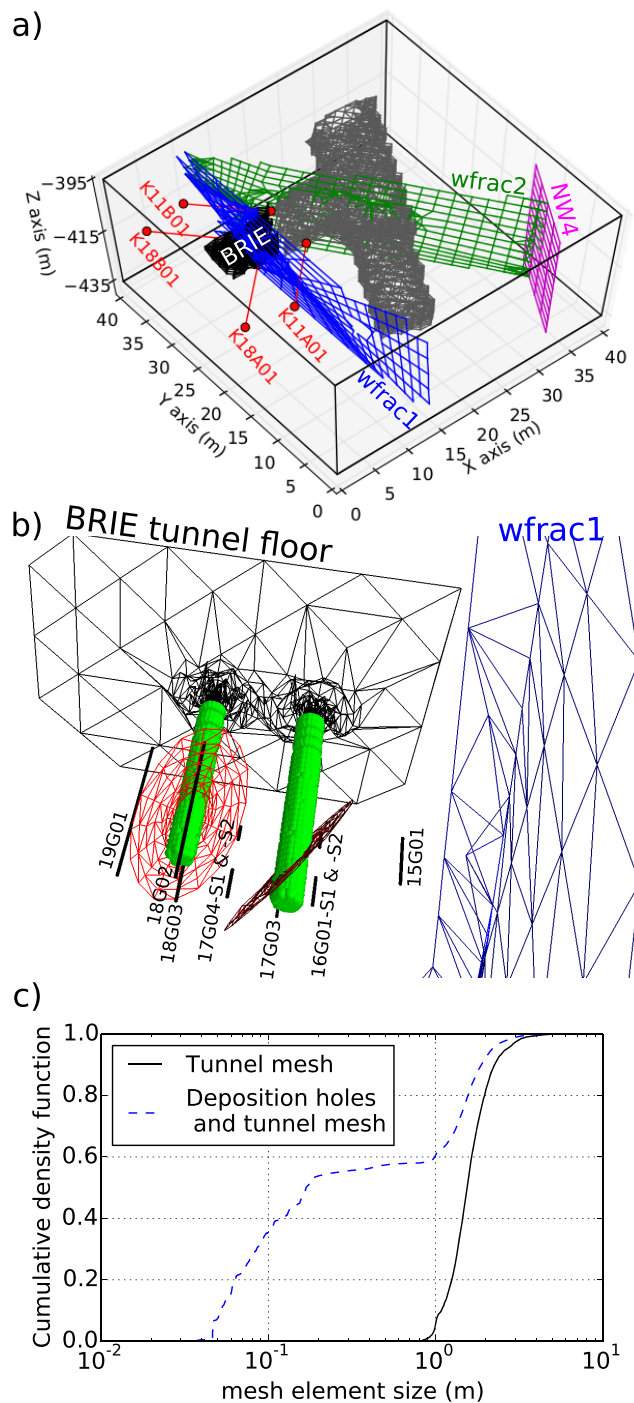 a)
wfrac2
NW4
K11B01
BRIE
K18B01
K18A01
K11A01
wfrac1
Z axis (m)
−395
−415
−435
Y axis (m)
40
35
30
25
20
15
10
5
0
X axis (m)
0
5
10
15
20
25
30
35
40
b)
BRIE tunnel floor
wfrac1
19G01
18G02
18G03
17G04-S1 & -S2
17G03
16G01-S1 & -S2
15G01
c)
Cumulative density function
1.0
0.8
0.6
0.4
0.2
0.0
Tunnel mesh
Deposition holes
and tunnel mesh
10⁻² 10⁻¹ 10⁰ 10¹
mesh element size (m)